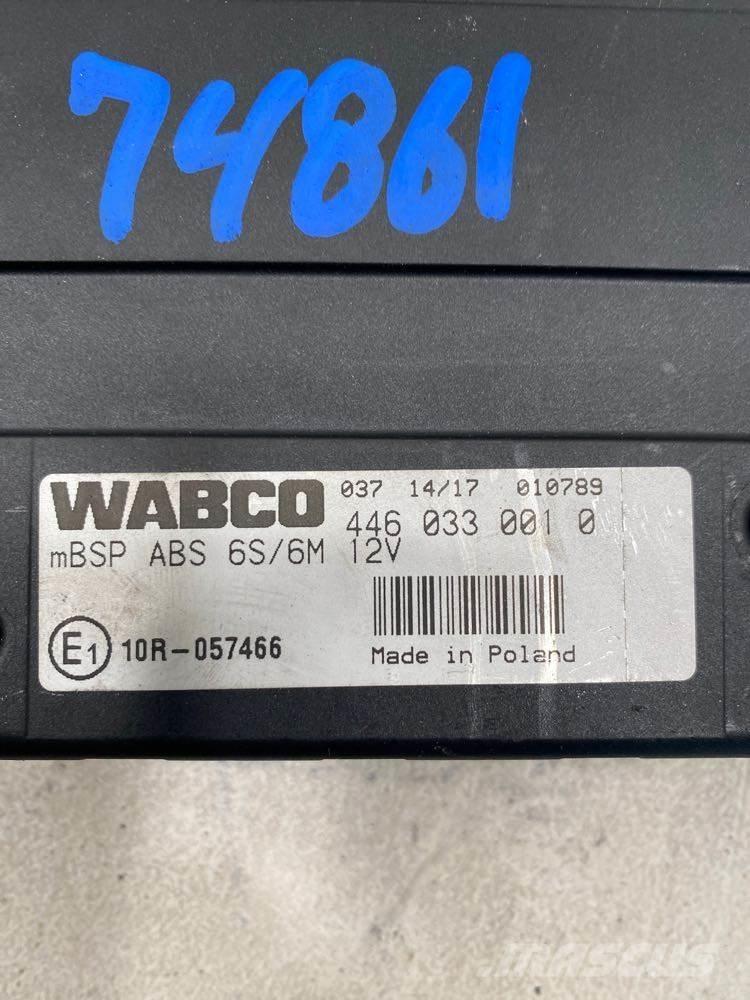 74861
WABCO 037 14/17 010789
446 033 001 0
mBSP ABS 6S/6M 12V
E1 10R-057466
Made in Poland
MASCUS